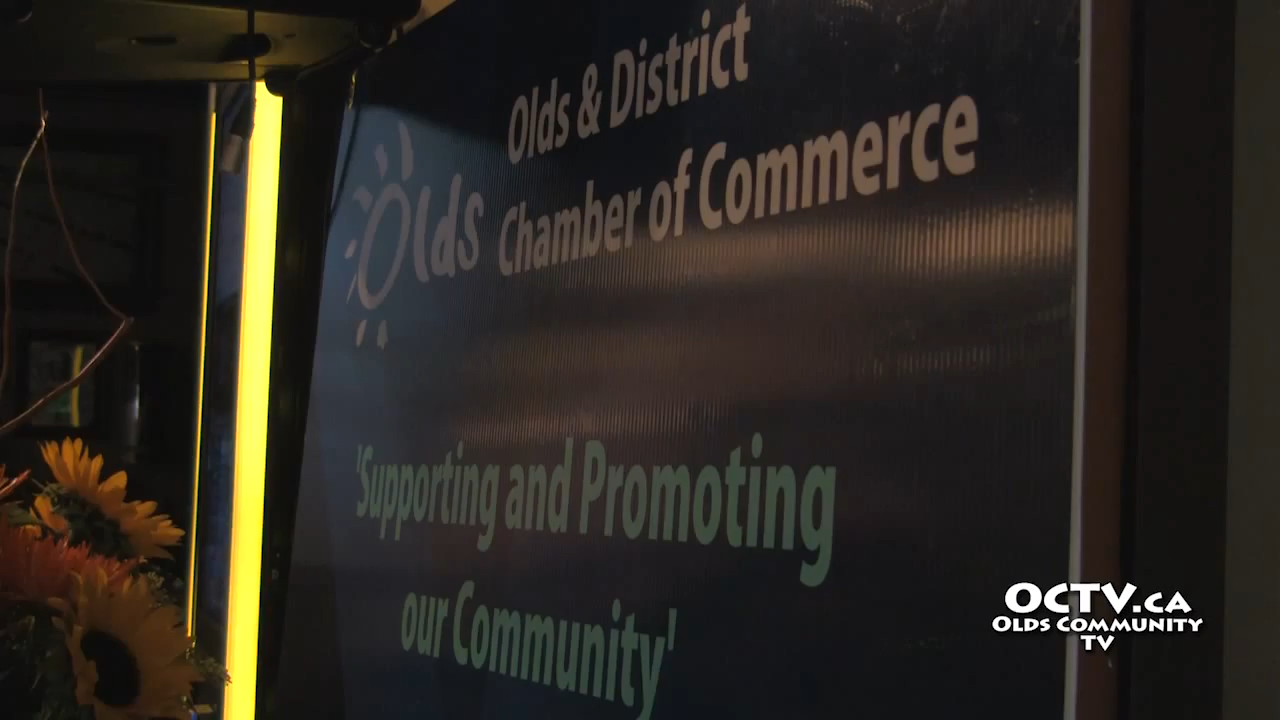 Olds & District
Olds
Chamber of Commerce
'Supporting and Promoting
our Community'
OCTV.CA
OLDS COMMUNITY
TV